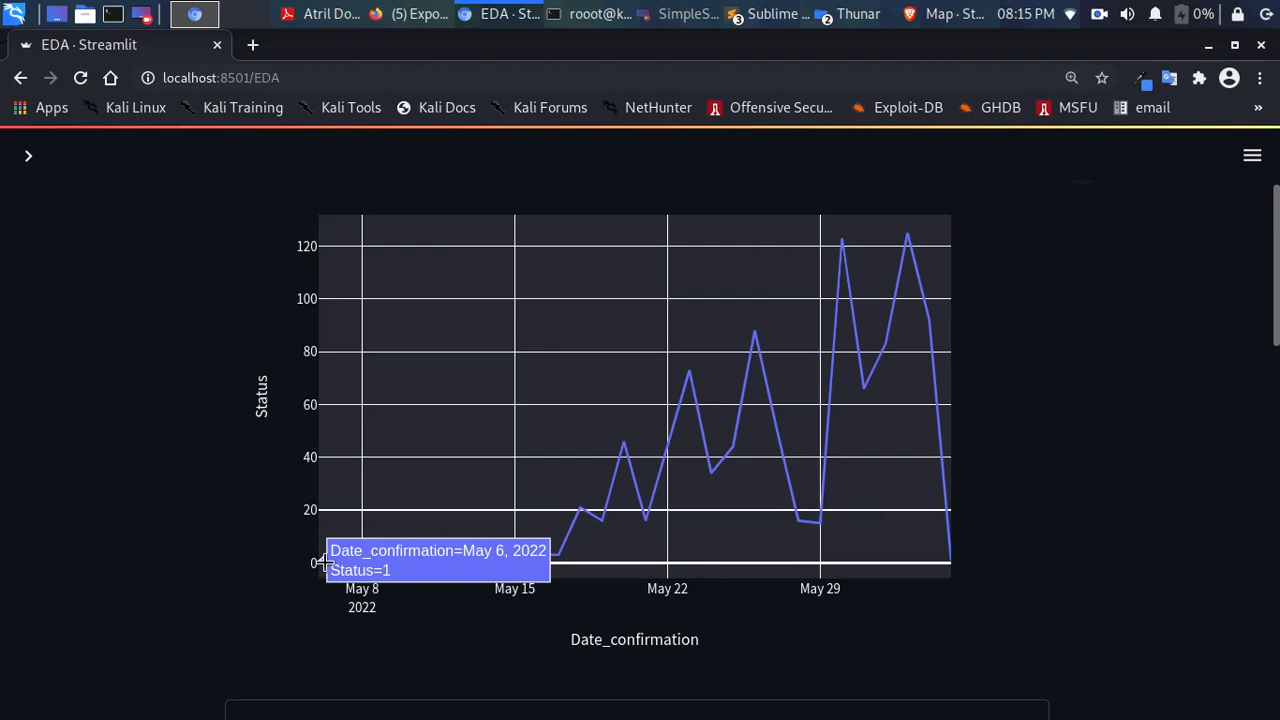 Atril Do... (5) Expo... EDA · St... rooot@k... SimpleS... 3 Sublime ... 2 Thunar Map · St... 08:15 PM 0%
EDA · Streamlit
localhost:8501/EDA
Apps Kali Linux Kali Training Kali Tools Kali Docs Kali Forums NetHunter Offensive Secu... Exploit-DB GHDB MSFU email »
120
100
80
60
40
20
0
Status
Date_confirmation=May 6, 2022
Status=1
May 8 May 15 May 22 May 29
2022
Date_confirmation